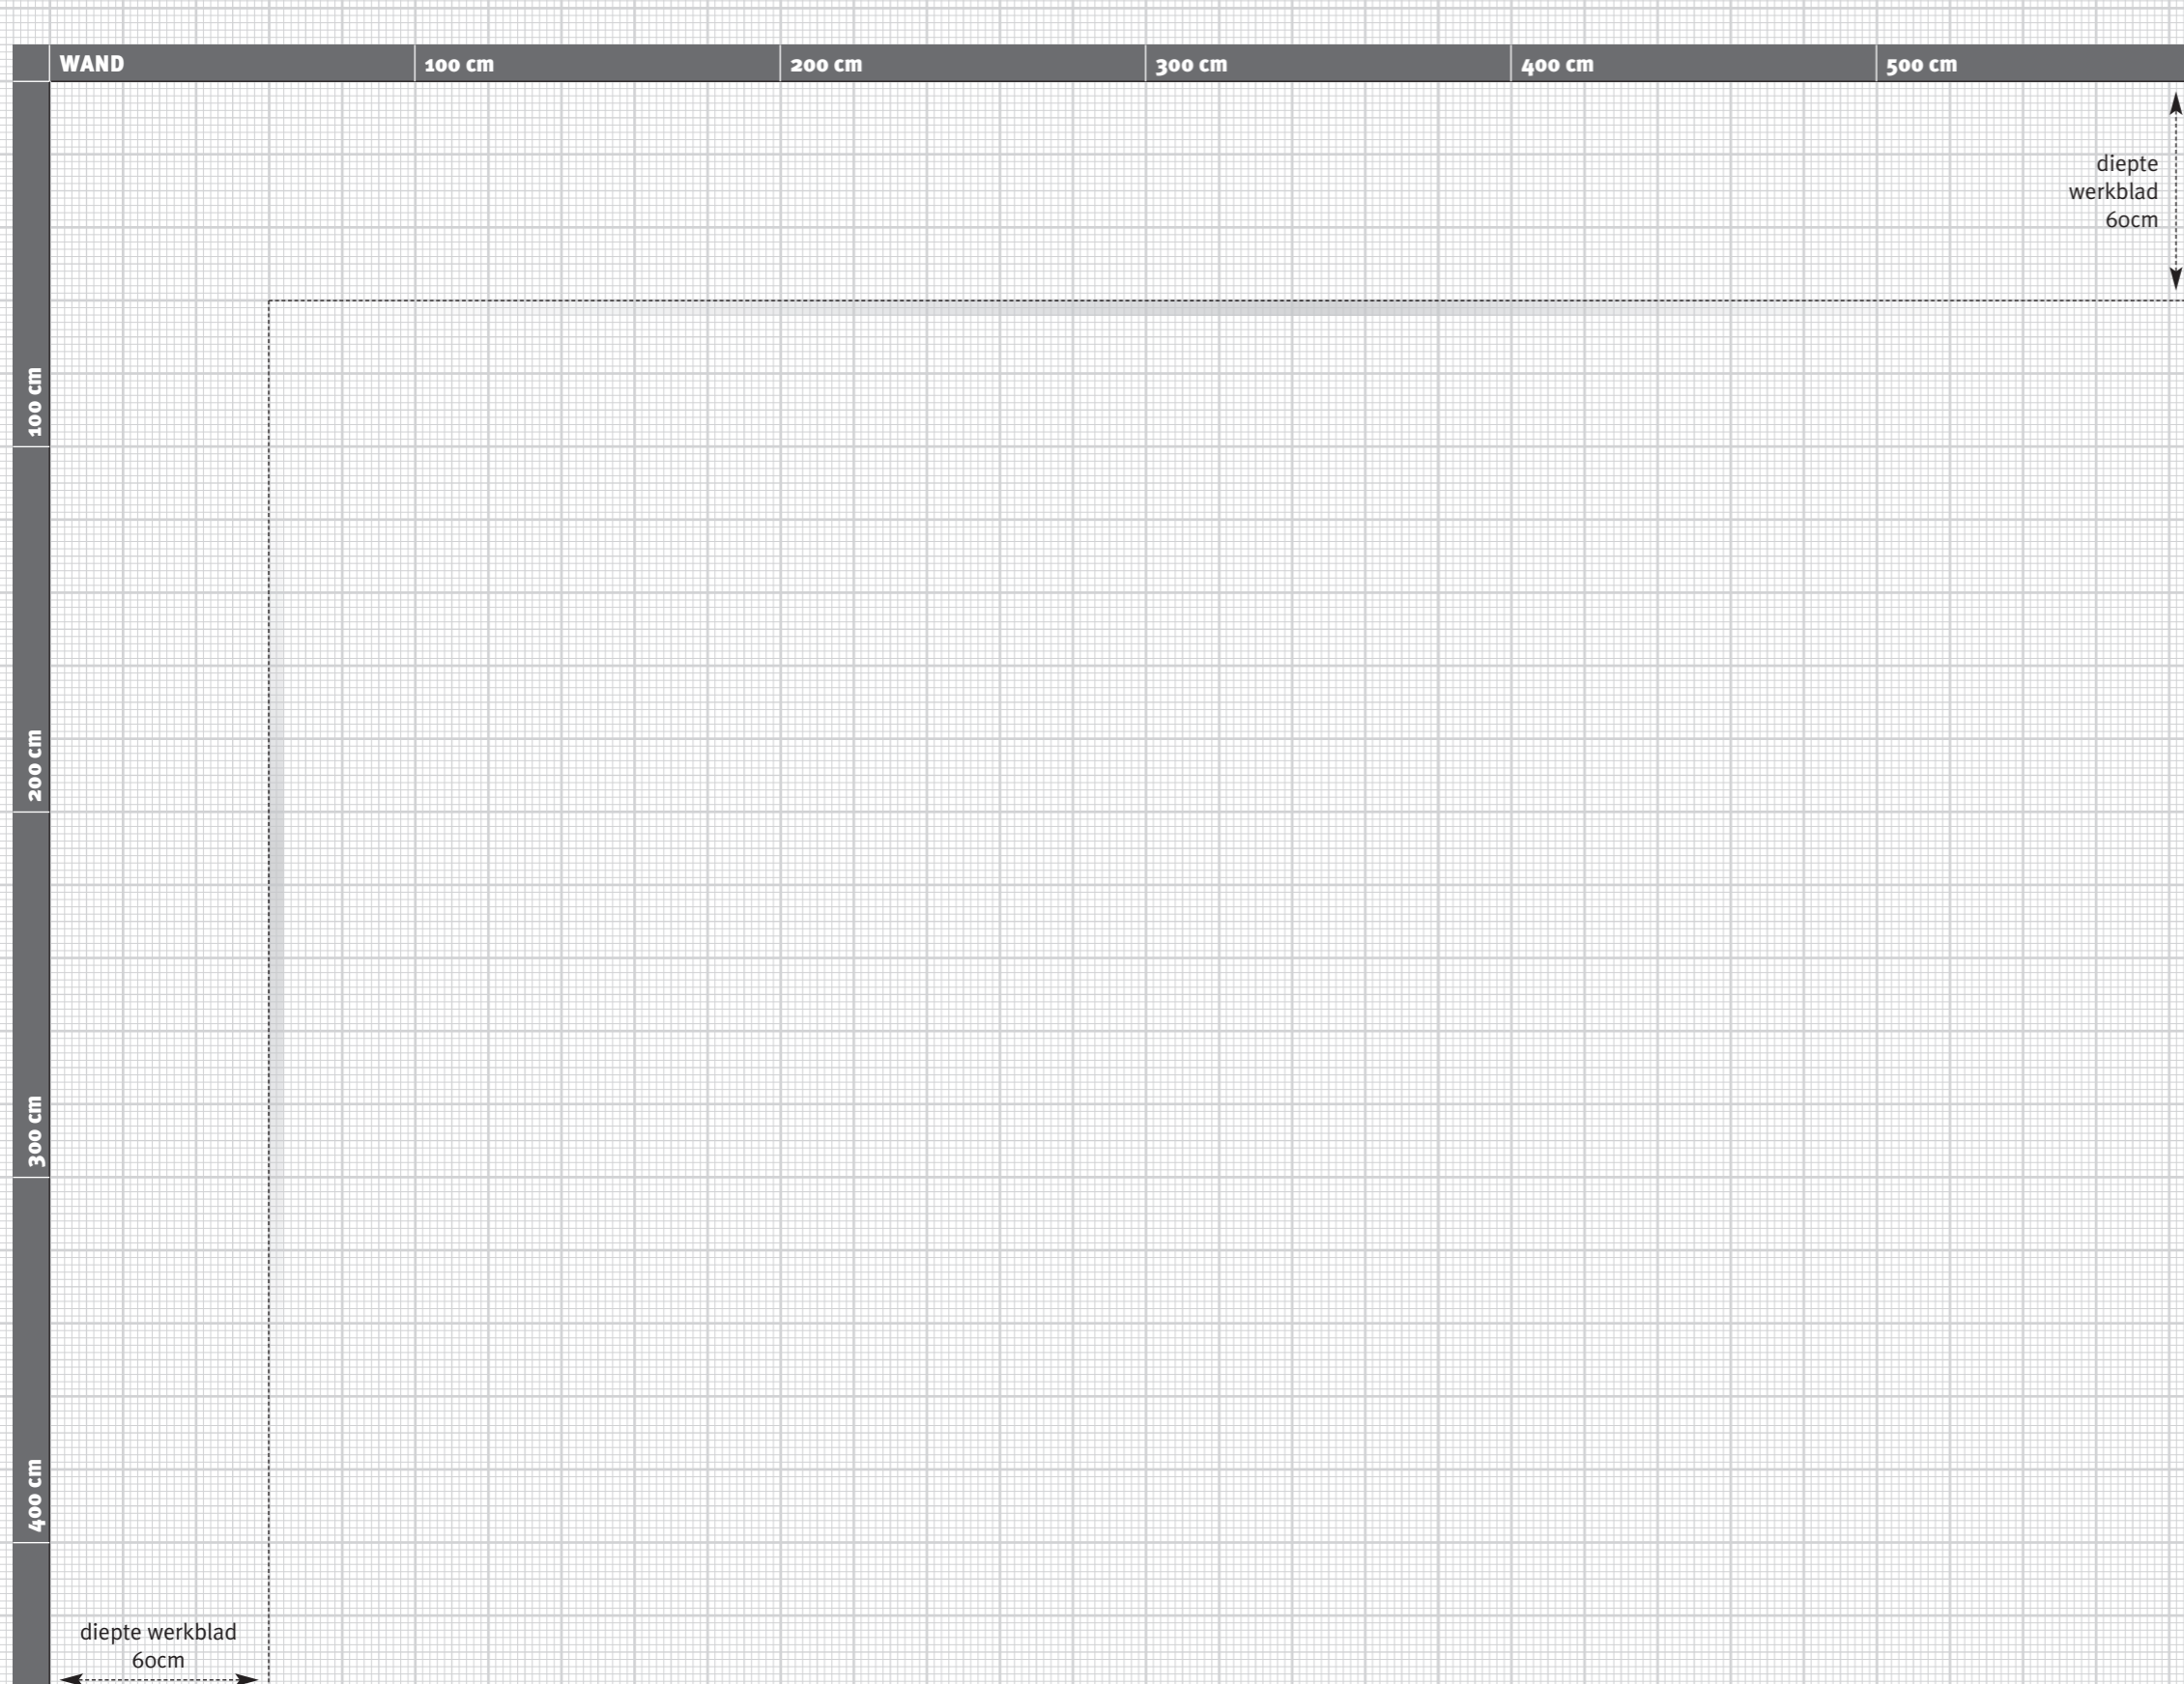 WAND 100 cm 200 cm 300 cm 400 cm 500 cm
diepte
werkblad
60cm
100 cm
200 cm
300 cm
400 cm
diepte werkblad
60cm